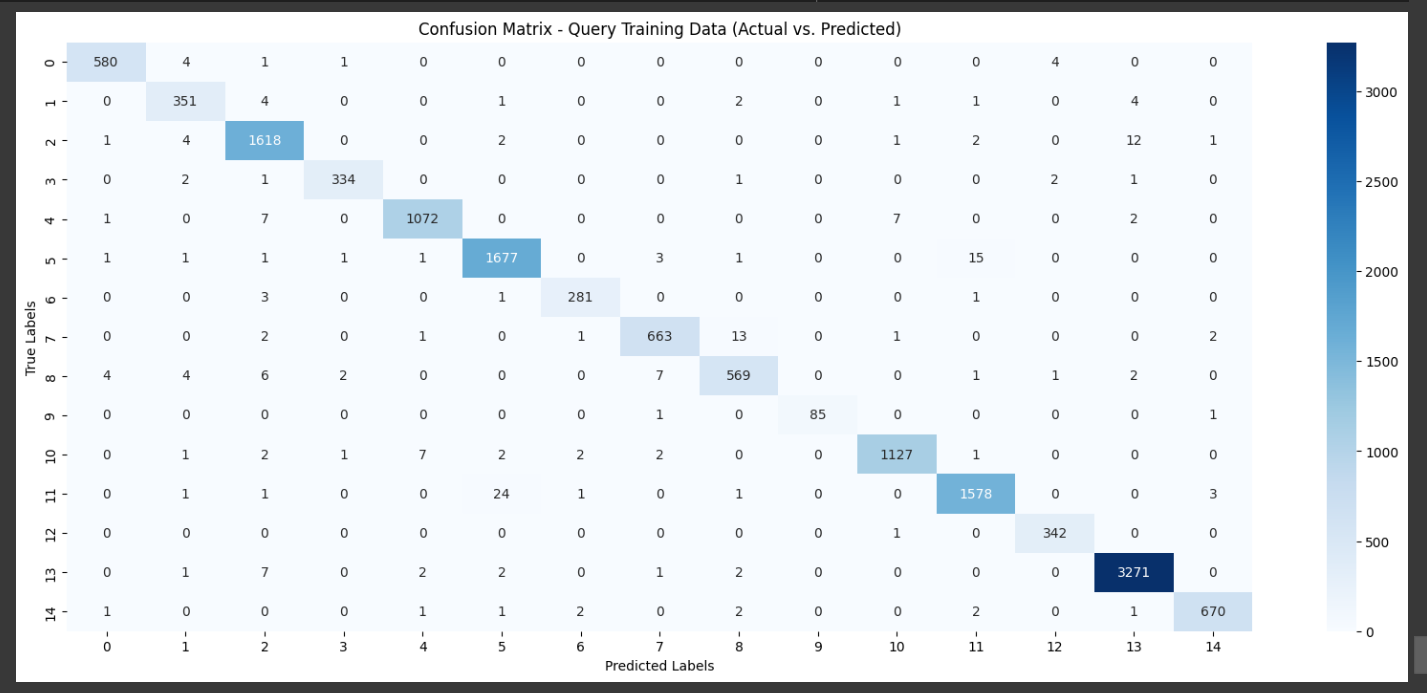 Confusion Matrix - Query Training Data (Actual vs. Predicted)
0 580 4 1 1 0 0 0 0 0 0 0 0 4 0 0
1 0 351 4 0 0 1 0 0 2 0 1 1 0 4 0
2 1 4 1618 0 0 2 0 0 0 0 1 2 0 12 1
3 0 2 1 334 0 0 0 0 1 0 0 0 2 1 0
4 1 0 7 0 1072 0 0 0 0 0 7 0 0 2 0
5 1 1 1 1 1 1677 0 3 1 0 0 15 0 0 0
6 0 0 3 0 0 1 281 0 0 0 0 1 0 0 0
7 0 0 2 0 1 0 1 663 13 0 1 0 0 0 2
8 4 4 6 2 0 0 0 7 569 0 0 1 1 2 0
9 0 0 0 0 0 0 0 1 0 85 0 0 0 0 1
10 0 1 2 1 7 2 2 2 0 0 1127 1 0 0 0
11 0 1 1 0 0 24 1 0 1 0 0 1578 0 0 3
12 0 0 0 0 0 0 0 0 0 0 1 0 342 0 0
13 0 1 7 0 2 2 0 1 2 0 0 0 0 3271 0
14 1 0 0 0 1 1 2 0 2 0 0 2 0 1 670
0 1 2 3 4 5 6 7 8 9 10 11 12 13 14
Predicted Labels
True Labels
3000
2500
2000
1500
1000
500
0